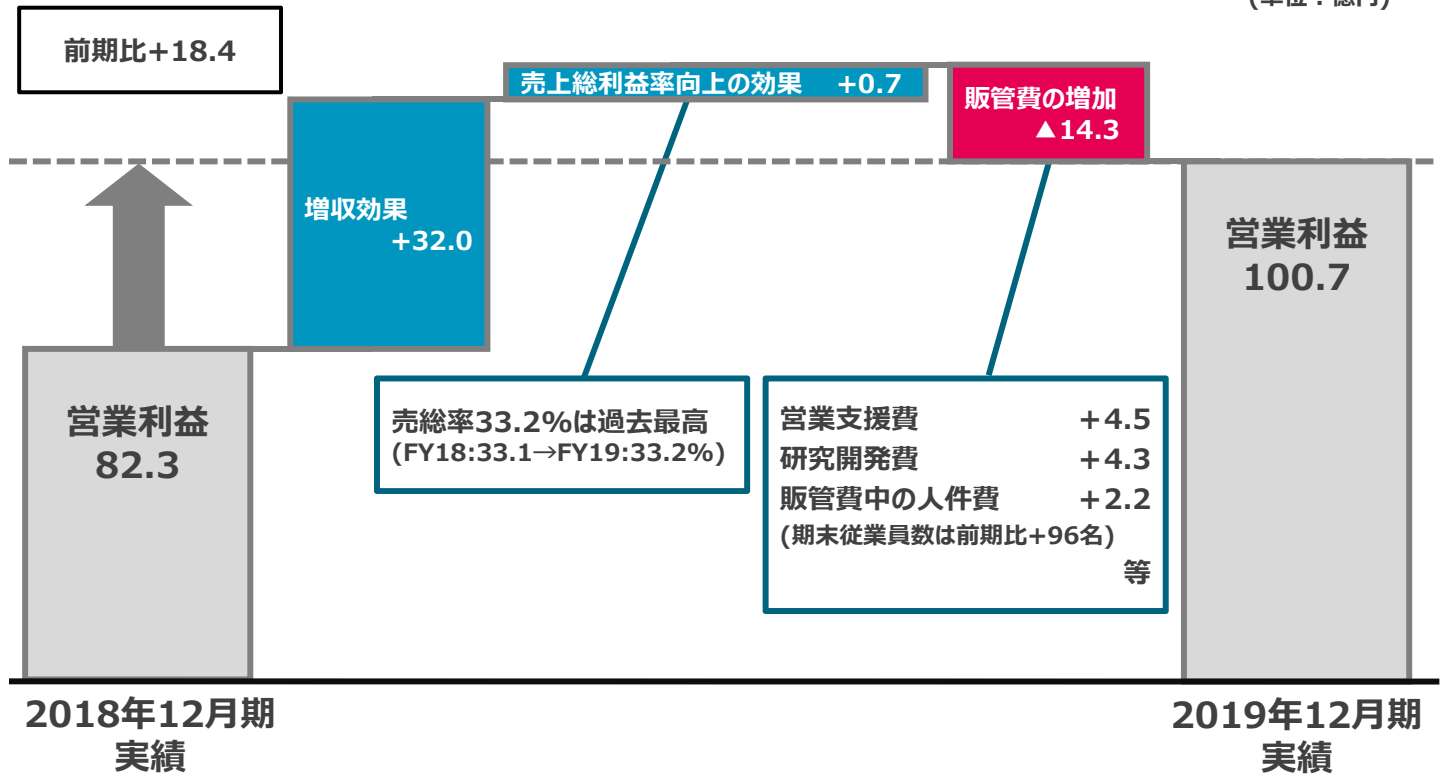 (単位：億円)
前期比+18.4
売上総利益率向上の効果 +0.7
販管費の増加
▲14.3
増収効果
+32.0
営業利益
100.7
営業利益
82.3
売総率33.2%は過去最高
(FY18:33.1→FY19:33.2%)
営業支援費 +4.5
研究開発費 +4.3
販管費中の人件費 +2.2
(期末従業員数は前期比+96名)
等
2018年12月期
実績
2019年12月期
実績